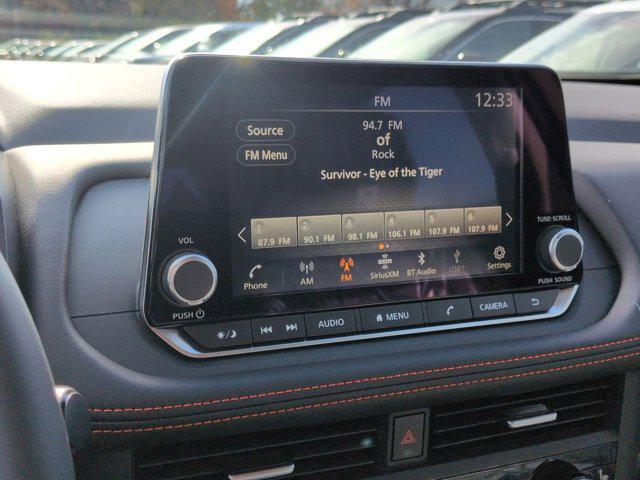 FM 12:33
Source
94.7 FM
of
FM Menu
Rock
Survivor - Eye of the Tiger
1 2 3 4 5 6
87.9 FM 90.1 FM 98.1 FM 106.1 FM 107.9 FM 107.9 FM
Phone AM FM SiriusXM BT Audio USB1 Settings
sxm
VOL
PUSH
TUNE·SCROLL
PUSH SOUND
AUDIO MENU CAMERA